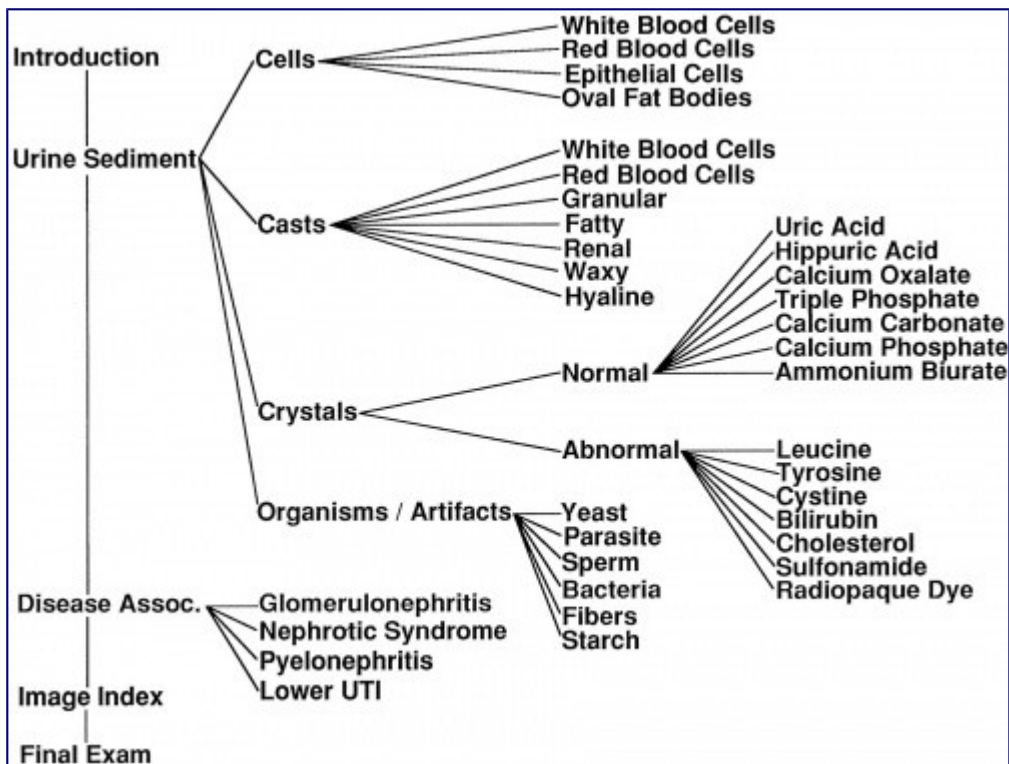 Introduction
Urine Sediment
Cells
White Blood Cells
Red Blood Cells
Epithelial Cells
Oval Fat Bodies
Casts
White Blood Cells
Red Blood Cells
Granular
Fatty
Renal
Waxy
Hyaline
Crystals
Normal
Uric Acid
Hippuric Acid
Calcium Oxalate
Triple Phosphate
Calcium Carbonate
Calcium Phosphate
Ammonium Biurate
Abnormal
Leucine
Tyrosine
Cystine
Bilirubin
Cholesterol
Sulfonamide
Radiopaque Dye
Organisms / Artifacts
Yeast
Parasite
Sperm
Bacteria
Fibers
Starch
Disease Assoc.
Glomerulonephritis
Nephrotic Syndrome
Pyelonephritis
Lower UTI
Image Index
Final Exam